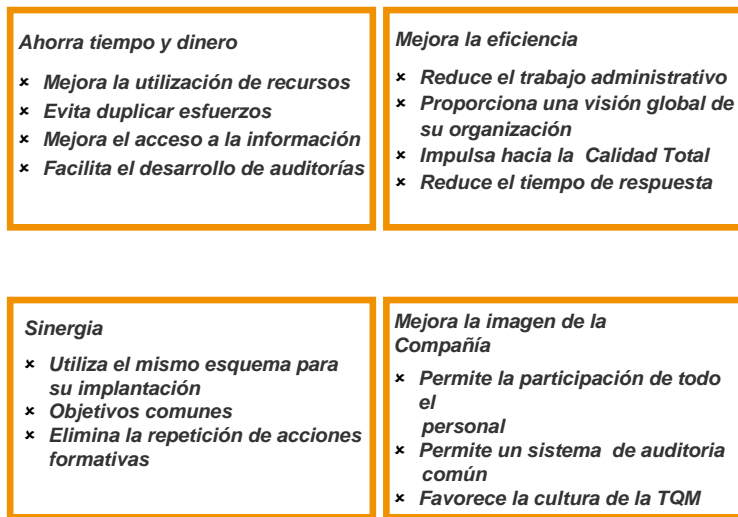 Ahorra tiempo y dinero
× Mejora la utilización de recursos
× Evita duplicar esfuerzos
× Mejora el acceso a la información
× Facilita el desarrollo de auditorías
Mejora la eficiencia
× Reduce el trabajo administrativo
× Proporciona una visión global de
su organización
× Impulsa hacia la Calidad Total
× Reduce el tiempo de respuesta
Sinergia
× Utiliza el mismo esquema para
su implantación
× Objetivos comunes
× Elimina la repetición de acciones
formativas
Mejora la imagen de la
Compañía
× Permite la participación de todo
el
personal
× Permite un sistema de auditoria
común
× Favorece la cultura de la TQM